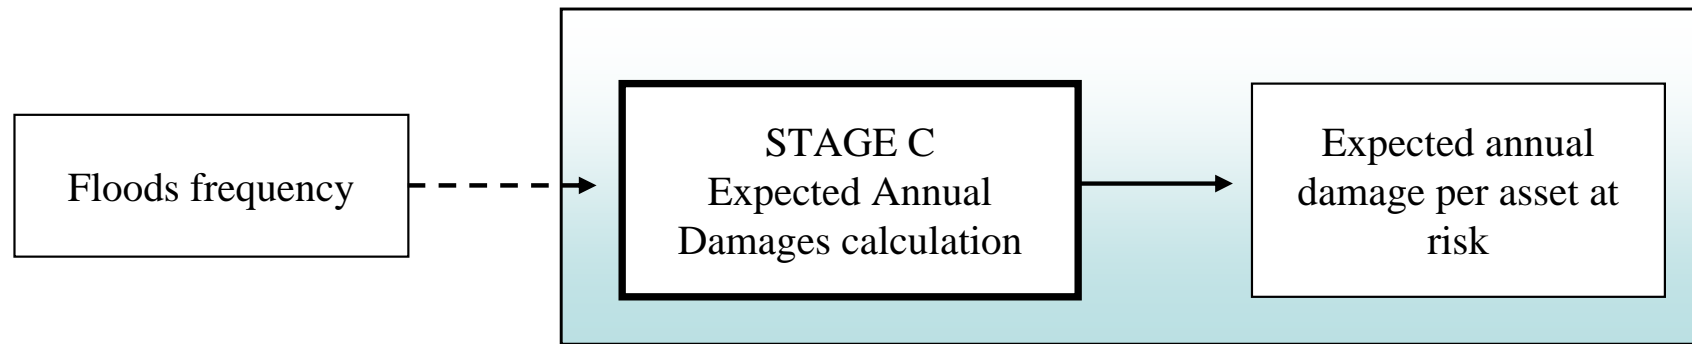 Floods frequency
STAGE C
Expected Annual
Damages calculation
Expected annual
damage per asset at
risk